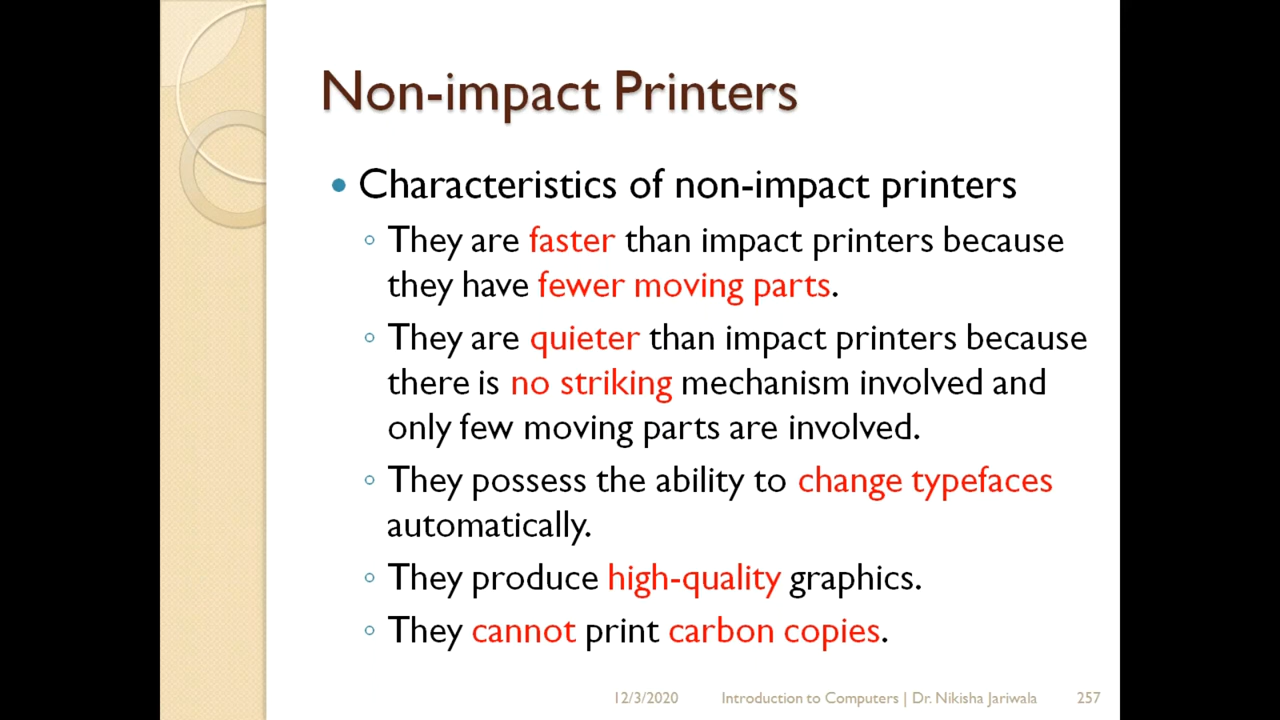 Non-impact Printers
Characteristics of non-impact printers
They are faster than impact printers because
they have fewer moving parts.
They are quieter than impact printers because
there is no striking mechanism involved and
only few moving parts are involved.
They possess the ability to change typefaces
automatically.
They produce high-quality graphics.
They cannot print carbon copies.
12/3/2020 Introduction to Computers | Dr. Nikisha Jariwala 257